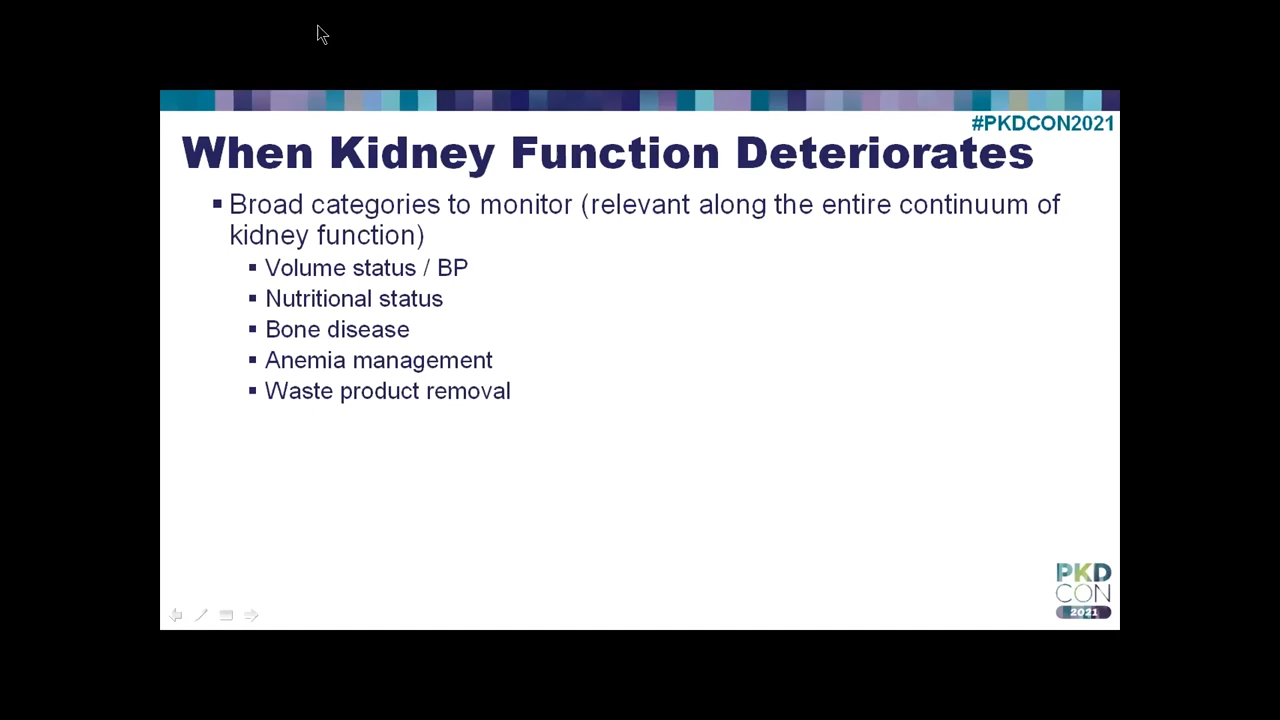 #PKDCON2021
When Kidney Function Deteriorates
▪ Broad categories to monitor (relevant along the entire continuum of
kidney function)
▪ Volume status / BP
▪ Nutritional status
▪ Bone disease
▪ Anemia management
▪ Waste product removal
PKD
CON
2021